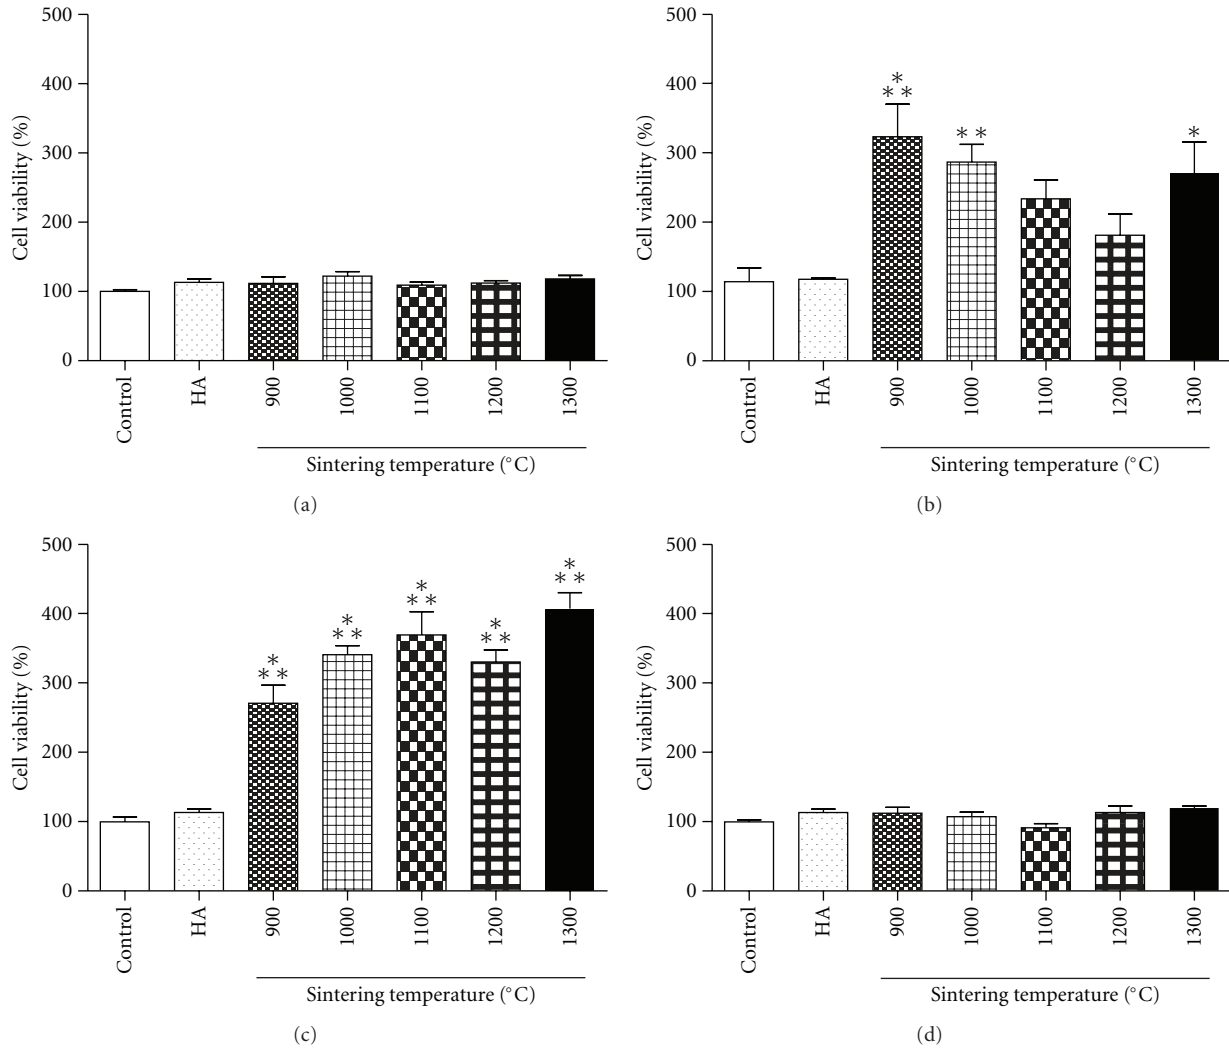 500
400
300
200
100
0
Cell viability (%)
Control
HA
900
1000
1100
1200
1300
Sintering temperature (°C)
(a)
500
400
300
200
100
0
Cell viability (%)
***
**
*
Control
HA
900
1000
1100
1200
1300
Sintering temperature (°C)
(b)
500
400
300
200
100
0
Cell viability (%)
***
***
***
***
***
Control
HA
900
1000
1100
1200
1300
Sintering temperature (°C)
(c)
500
400
300
200
100
0
Cell viability (%)
Control
HA
900
1000
1100
1200
1300
Sintering temperature (°C)
(d)